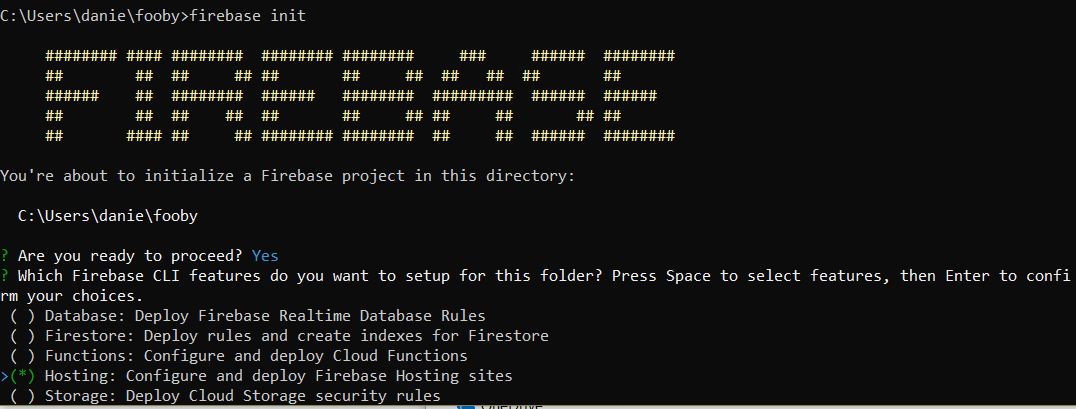 C:\Users\danie\fooby>firebase init
######## #### ######## ######## ########     ###     ######  ########
##        ##  ##     ## ##       ##     ##  ##   ##  ##       ##
######    ##  ########  ######   ########  #########  ######  ######
##        ##  ##    ##  ##       ##     ## ##     ##       ## ##
##       #### ##     ## ######## ########  ##     ##  ######  ########
You're about to initialize a Firebase project in this directory:
C:\Users\danie\fooby
? Are you ready to proceed? Yes
? Which Firebase CLI features do you want to setup for this folder? Press Space to select features, then Enter to confi
rm your choices.
( ) Database: Deploy Firebase Realtime Database Rules
( ) Firestore: Deploy rules and create indexes for Firestore
( ) Functions: Configure and deploy Cloud Functions
>(*) Hosting: Configure and deploy Firebase Hosting sites
( ) Storage: Deploy Cloud Storage security rules